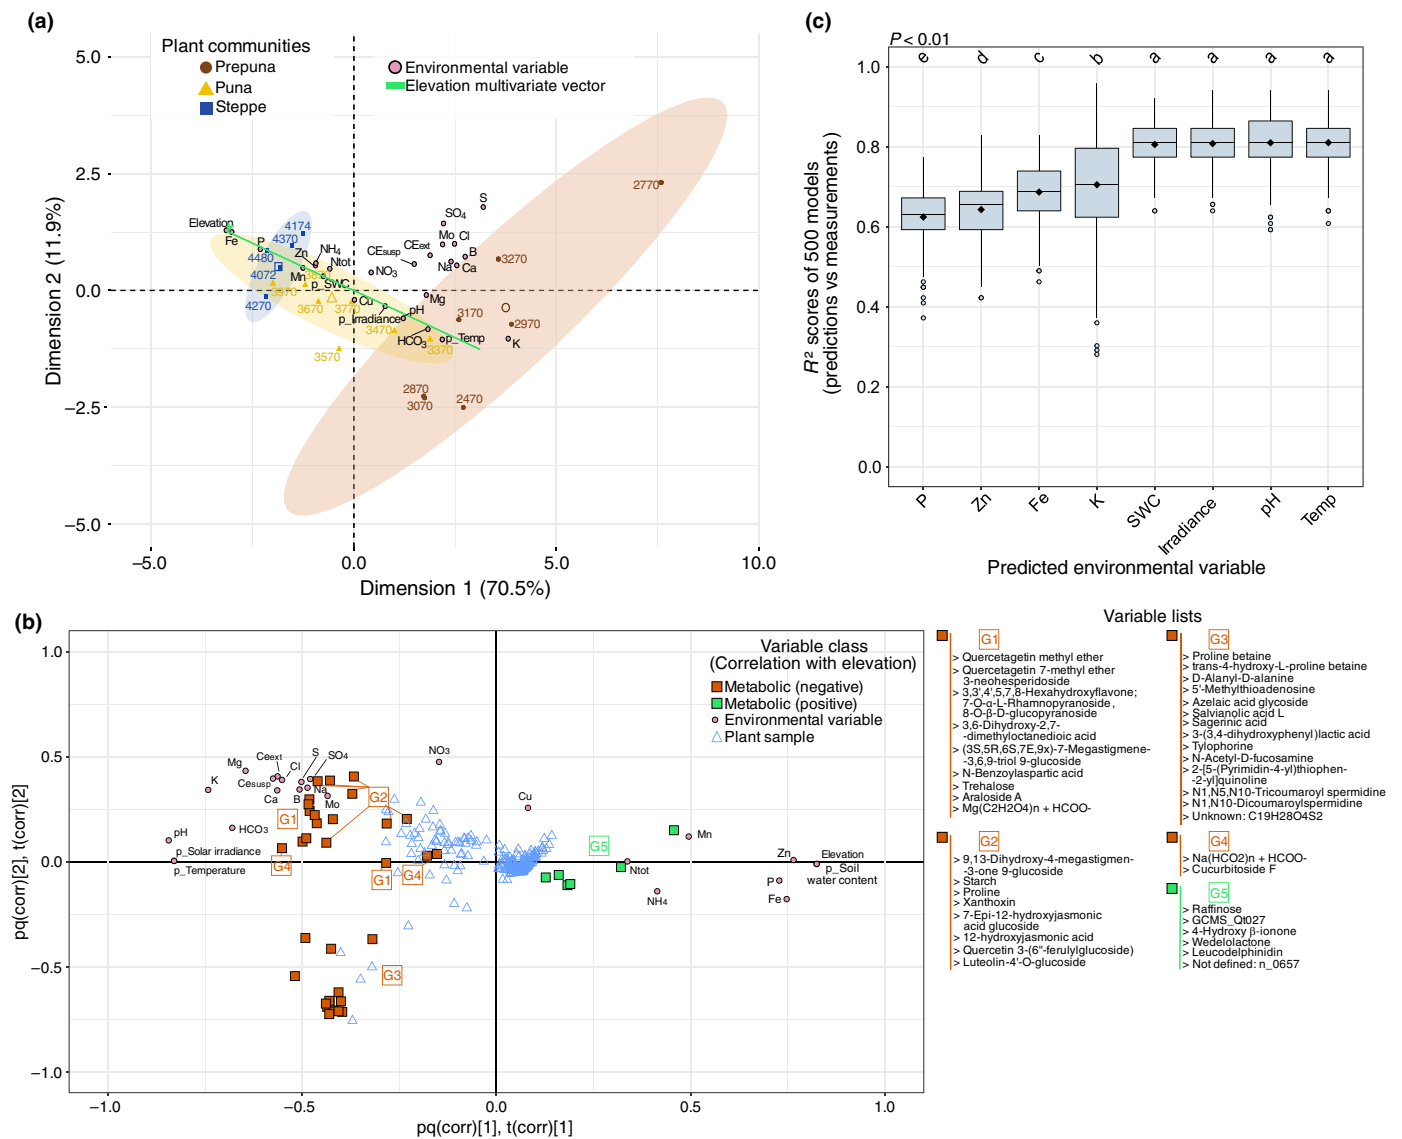 (a)
Plant communities
Prepuna
Puna
Steppe
Environmental variable
Elevation multivariate vector
5.0
2.5
0.0
−2.5
−5.0
Dimension 2 (11.9%)
−5.0
0.0
5.0
10.0
Dimension 1 (70.5%)
2770
S
SO4
Mo
Cl
B
Na
Ca
CEext
CEsusp
NO3
3270
Elevation
Fe
P
4174
4370
4480
4072
4270
Zn
NH4
Ntot
Mn
p_SWC
3670
3770
Cu
Mg
pH
p_Irradiance
3470
HCO3
p_Temp
3370
3570
3170
2970
K
2870
3070
2470
(c)
P < 0.01
e
d
c
b
a
a
a
a
1.0
0.8
0.6
0.4
0.2
0.0
R² scores of 500 models
(predictions vs measurements)
P
Zn
Fe
K
SWC
Irradiance
pH
Temp
Predicted environmental variable
(b)
Variable class
(Correlation with elevation)
Metabolic (negative)
Metabolic (positive)
Environmental variable
Plant sample
1.0
0.5
0.0
−0.5
−1.0
pq(corr)[2], t(corr)[2]
−1.0
−0.5
0.0
0.5
1.0
pq(corr)[1], t(corr)[1]
NO3
Mg
Ceext
S
SO4
Cl
K
Cesusp
Na
Ca
B
Mo
G2
Cu
G1
HCO3
pH
p_Solar irradiance
p_Temperature
G4
G1
G4
G5
Mn
Ntot
NH4
Zn
Elevation
p_Soil
water content
P
Fe
G3
Variable lists
G1
> Quercetagetin methyl ether
> Quercetagetin 7-methyl ether
3-neohesperidoside
> 3,3',4',5,7,8-Hexahydroxyflavone;
7-O-α-L-Rhamnopyranoside,
8-O-β-D-glucopyranoside
> 3,6-Dihydroxy-2,7-
dimethyloctanedioic acid
> (3S,5R,6S,7E,9x)-7-Megastigmene-
-3,6,9-triol 9-glucoside
> N-Benzoylaspartic acid
> Trehalose
> Araloside A
> Mg(C2H2O4)n + HCOO-
G2
> 9,13-Dihydroxy-4-megastigmen-
-3-one 9-glucoside
> Starch
> Proline
> Xanthoxin
> 7-Epi-12-hydroxyjasmonic
acid glucoside
> 12-hydroxyjasmonic acid
> Quercetin 3-(6''-ferulylglucoside)
> Luteolin-4'-O-glucoside
G3
> Proline betaine
> trans-4-hydroxy-L-proline betaine
> D-Alanyl-D-alanine
> 5'-Methylthioadenosine
> Azelaic acid glycoside
> Salvianolic acid L
> Sagerinic acid
> 3-(3,4-dihydroxyphenyl)lactic acid
> Tylophorine
> N-Acetyl-D-fucosamine
> 2-[5-(Pyrimidin-4-yl)thiophen-
-2-yl]quinoline
> N1,N5,N10-Tricoumaroyl spermidine
> N1,N10-Dicoumaroylspermidine
> Unknown: C19H28O4S2
G4
> Na(HCO2)n + HCOO-
> Cucurbitoside F
G5
> Raffinose
> GCMS_Qt027
> 4-Hydroxy β-ionone
> Wedelolactone
> Leucodelphinidin
> Not defined: n_0657